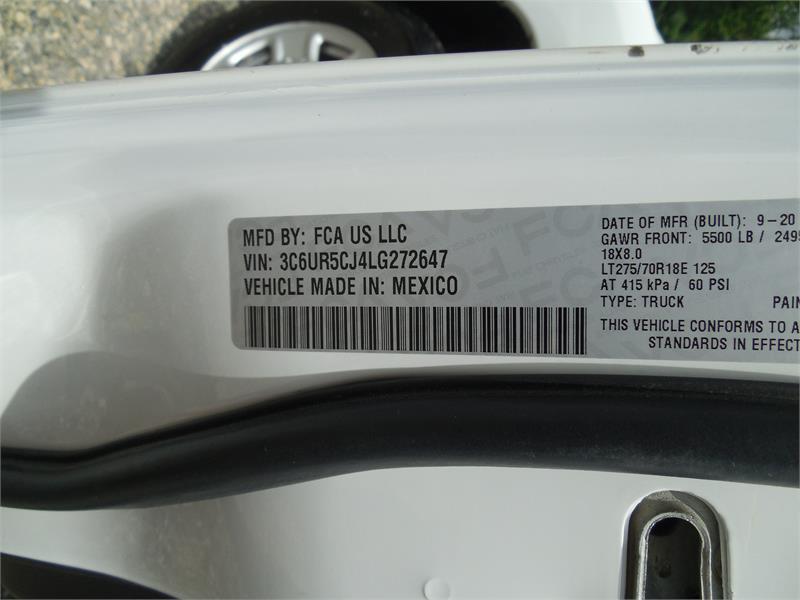 MFD BY: FCA US LLC
VIN: 3C6UR5CJ4LG272647
VEHICLE MADE IN: MEXICO
DATE OF MFR (BUILT): 9-20
GAWR FRONT: 5500 LB / 2495
18X8.0
LT275/70R18E 125
AT 415 kPa / 60 PSI
TYPE: TRUCK PAIN
THIS VEHICLE CONFORMS TO A
STANDARDS IN EFFECT